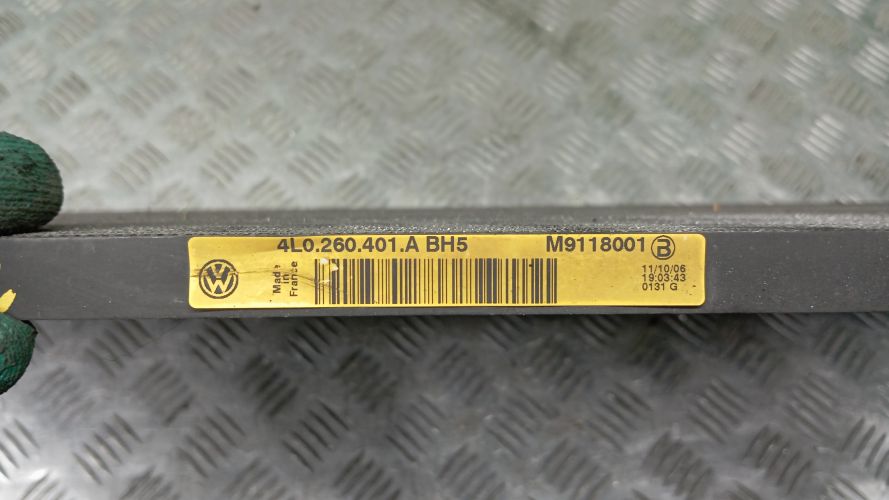 4L0.260.401.A BH5 M9118001 B
VW
Made
in
France
11/10/06
19:03:43
0131 G